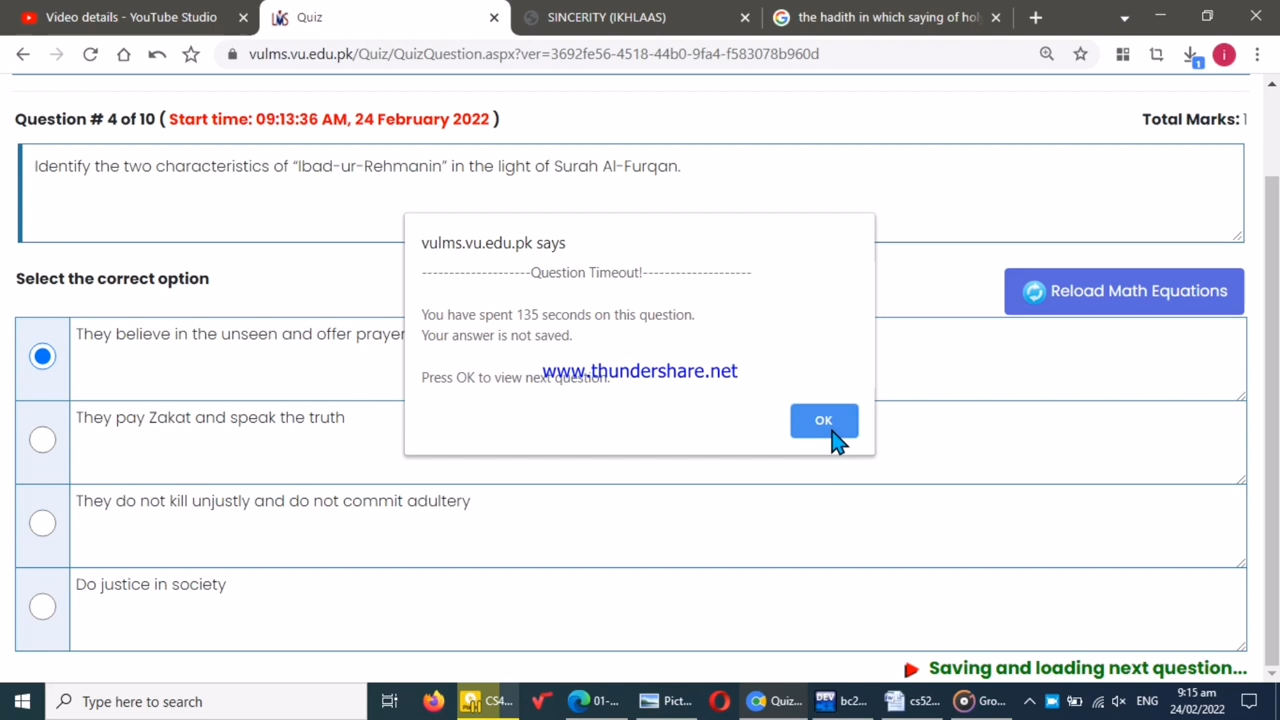 Video details - YouTube Studio
Quiz
SINCERITY (IKHLAAS)
the hadith in which saying of hol
vulms.vu.edu.pk/Quiz/QuizQuestion.aspx?ver=3692fe56-4518-44b0-9fa4-f583078b960d
Question # 4 of 10 ( Start time: 09:13:36 AM, 24 February 2022 )
Total Marks: 1
Identify the two characteristics of “Ibad-ur-Rehmanin” in the light of Surah Al-Furqan.
vulms.vu.edu.pk says
--------------------Question Timeout!--------------------
You have spent 135 seconds on this question.
Your answer is not saved.
www.thundershare.net
Press OK to view next question.
OK
Select the correct option
Reload Math Equations
They believe in the unseen and offer prayer
They pay Zakat and speak the truth
They do not kill unjustly and do not commit adultery
Do justice in society
Saving and loading next question...
Type here to search
CS4...
01-...
Pict...
Quiz...
bc2...
cs52...
Gro...
ENG
9:15 am
24/02/2022